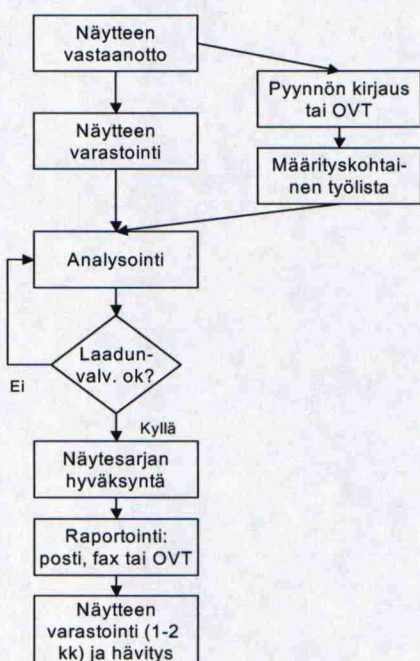 Näytteen
vastaanotto
Pyynnön kirjaus
tai OVT
Näytteen
varastointi
Määrityskohtai-
nen työlista
Analysointi
Laadun-
valv. ok?
Ei
Kyllä
Näytesarjan
hyväksyntä
Raportointi:
posti, fax tai OVT
Näytteen
varastointi (1-2
kk) ja hävitys